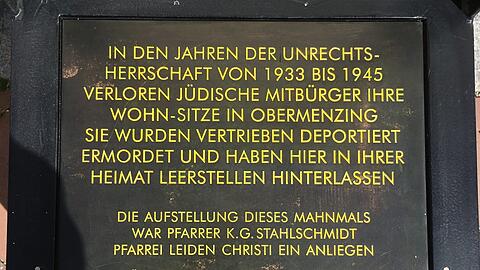 IN DEN JAHREN DER UNRECHTS-
HERRSCHAFT VON 1933 BIS 1945
VERLOREN JÜDISCHE MITBÜRGER IHRE
WOHN-SITZE IN OBERMENZING
SIE WURDEN VERTRIEBEN DEPORTIERT
ERMORDET UND HABEN HIER IN IHRER
HEIMAT LEERSTELLEN HINTERLASSEN
DIE AUFSTELLUNG DIESES MAHNMALS
WAR PFARRER K.G. STAHLSCHMIDT
PFARREI LEIDEN CHRISTI EIN ANLIEGEN